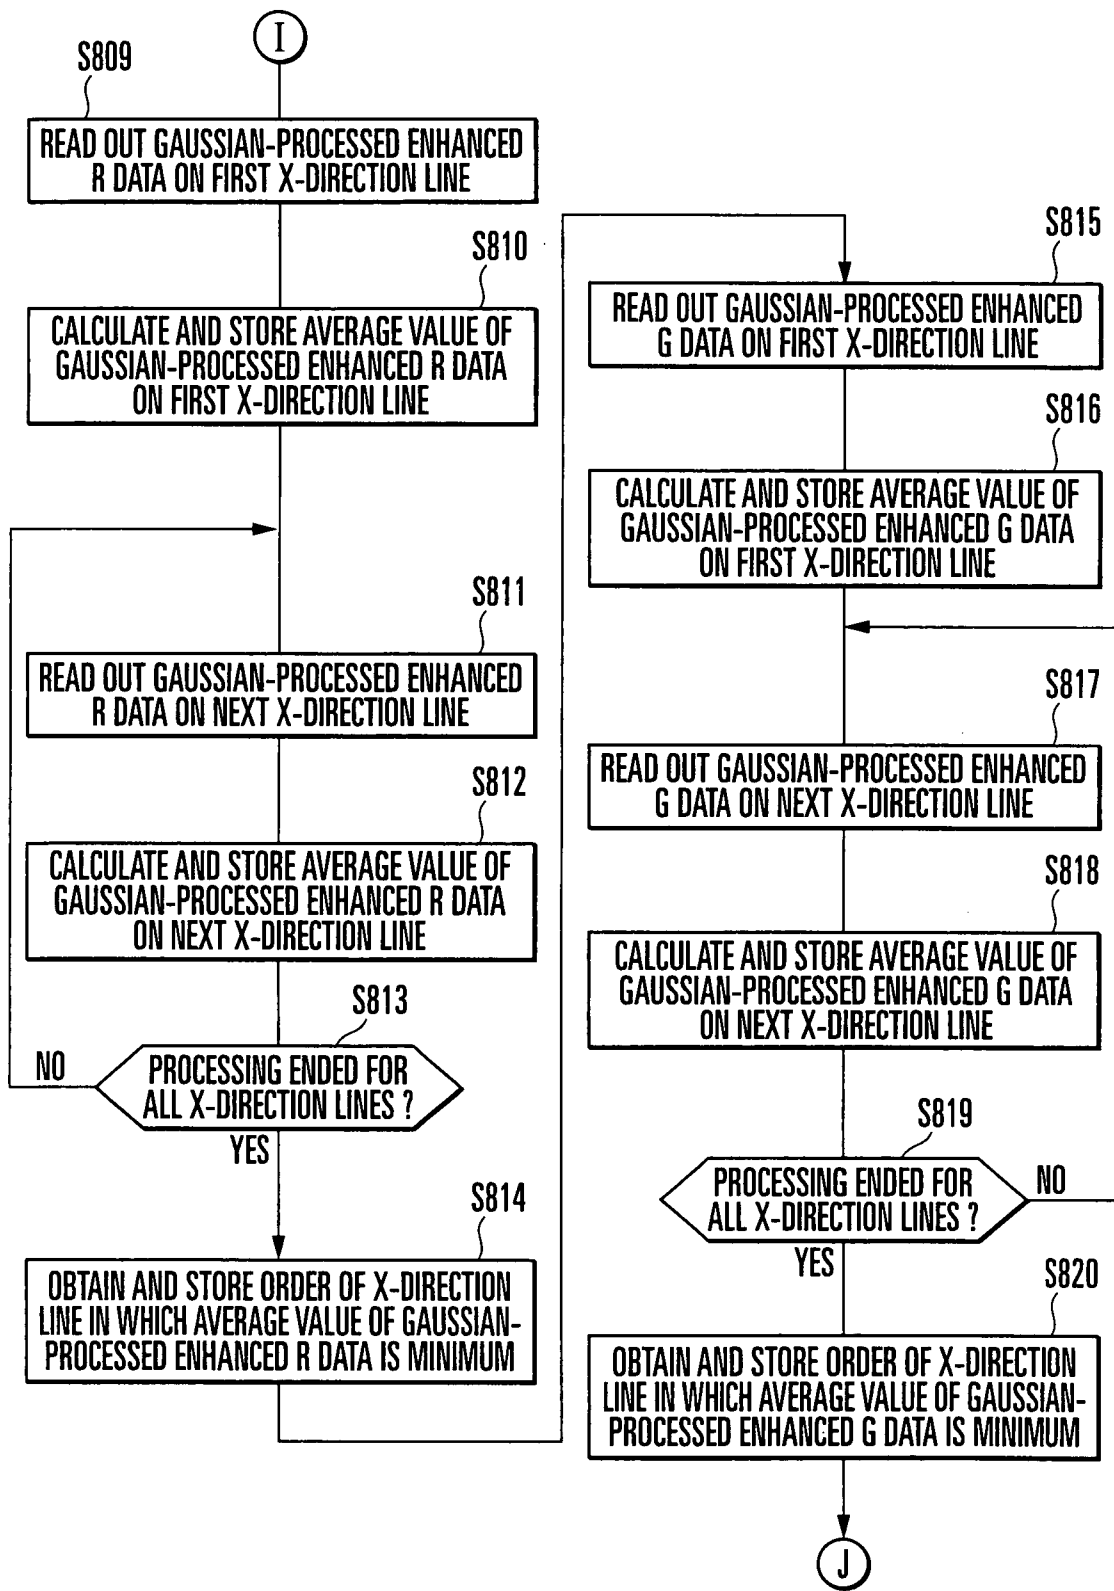 I
S809
READ OUT GAUSSIAN-PROCESSED ENHANCED
R DATA ON FIRST X-DIRECTION LINE
S810
CALCULATE AND STORE AVERAGE VALUE OF
GAUSSIAN-PROCESSED ENHANCED R DATA
ON FIRST X-DIRECTION LINE
S811
READ OUT GAUSSIAN-PROCESSED ENHANCED
R DATA ON NEXT X-DIRECTION LINE
S812
CALCULATE AND STORE AVERAGE VALUE OF
GAUSSIAN-PROCESSED ENHANCED R DATA
ON NEXT X-DIRECTION LINE
S813
NO
PROCESSING ENDED FOR
ALL X-DIRECTION LINES ?
YES
S814
OBTAIN AND STORE ORDER OF X-DIRECTION
LINE IN WHICH AVERAGE VALUE OF GAUSSIAN-
PROCESSED ENHANCED R DATA IS MINIMUM
S815
READ OUT GAUSSIAN-PROCESSED ENHANCED
G DATA ON FIRST X-DIRECTION LINE
S816
CALCULATE AND STORE AVERAGE VALUE OF
GAUSSIAN-PROCESSED ENHANCED G DATA
ON FIRST X-DIRECTION LINE
S817
READ OUT GAUSSIAN-PROCESSED ENHANCED
G DATA ON NEXT X-DIRECTION LINE
S818
CALCULATE AND STORE AVERAGE VALUE OF
GAUSSIAN-PROCESSED ENHANCED G DATA
ON NEXT X-DIRECTION LINE
S819
PROCESSING ENDED FOR
ALL X-DIRECTION LINES ?
NO
YES
S820
OBTAIN AND STORE ORDER OF X-DIRECTION
LINE IN WHICH AVERAGE VALUE OF GAUSSIAN-
PROCESSED ENHANCED G DATA IS MINIMUM
J